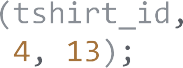 (tshirt_id,
4, 13);